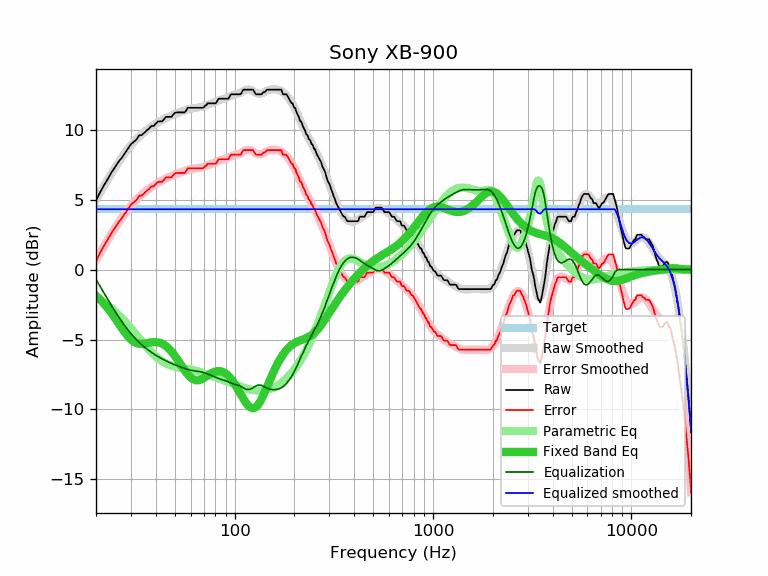 Sony XB-900
Amplitude (dBr)
10
5
0
−5
−10
−15
100
1000
10000
Frequency (Hz)
Target
Raw Smoothed
Error Smoothed
Raw
Error
Parametric Eq
Fixed Band Eq
Equalization
Equalized smoothed